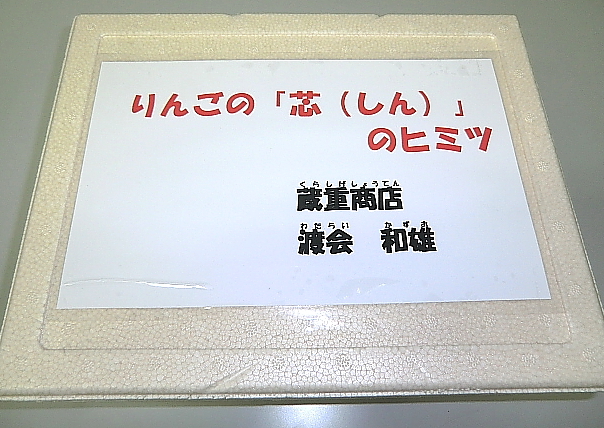 りんごの「芯（しん）」
のヒミツ
くらしげしょうてん
蔵重商店
わたらい かずお
渡会 和雄